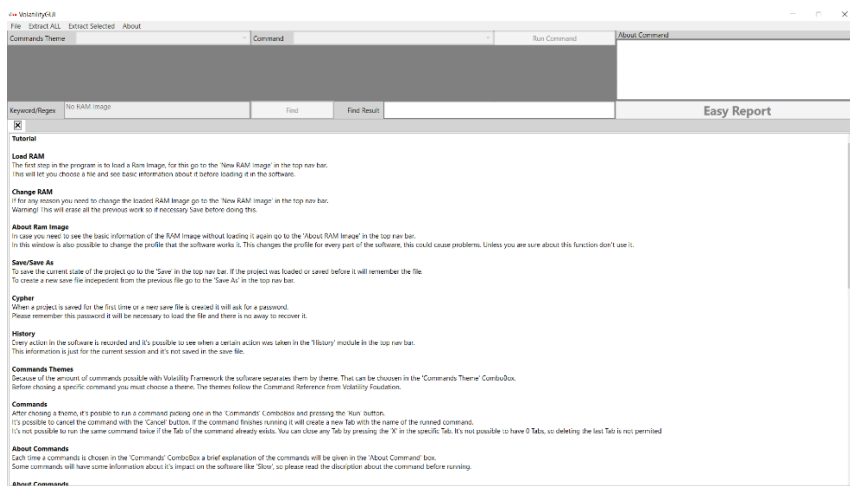 VolatilityGUI
File Extract ALL Extract Selected About
Commands Theme Command Run Command About Command
Keyword/Regex No RAM Image Find Find Result Easy Report
Tutorial
Load RAM
The first step in the program is to load a Ram Image, for this go to the 'New RAM Image' in the top nav bar.
This will let you choose a file and see basic information about it before loading it in the software.
Change RAM
If for any reason you need to change the loaded RAM Image go to the 'New RAM Image' in the top nav bar.
Warning! This will erase all the previous work so if necessary Save before doing this.
About Ram Image
In case you need to see the basic information of the RAM Image without loading it again go to the 'About RAM Image' in the top nav bar.
In this window is also possible to change the profile that the software works it. This changes the profile for every part of the software, this could cause problems. Unless you are sure about this function don't use it.
Save/Save As
To save the current state of the project go to the 'Save' in the top nav bar. If the project was loaded or saved before it will remember the file
To create a new save file indepedent from the previous file go to the 'Save As' in the top nav bar.
Cypher
When a project is saved for the first time or a new save file is created it will ask for a password.
Please remember this password it will be necessary to load the file and there is no away to recover it.
History
Every action in the software is recorded and it's possible to see when a certain action was taken in the 'History' module in the top nav bar.
This information is just for the current session and it's not saved in the save file.
Commands Themes
Because of the amount of commands possible with Volatility Framework the software separates them by theme. That can be choosen in the 'Commands Theme' ComboBox.
Before chosing a specific command you must choose a theme. The themes follow the Command Reference from Volatility Foudation.
Commands
After chosing a theme, it's posible to run a command picking one in the 'Commands' ComboBox and pressing the 'Run' button.
It's possible to cancel the command with the 'Cancel' button. If the command finishes running it will create a new Tab with the name of the runned command.
It's not possible to run the same command twice if the Tab of the command already exists. You can close any Tab by pressing the 'X' in the specific Tab. It's not possible to have 0 Tabs, so deleting the last Tab is not permited
About Commands
Each time a commands is chosen in the 'Commands' ComboBox a brief explanation of the commands will be given in the 'About Command' box.
Some commands will have some information about it's impact on the software like 'Slow', so please read the discription about the command before running.
About Commands